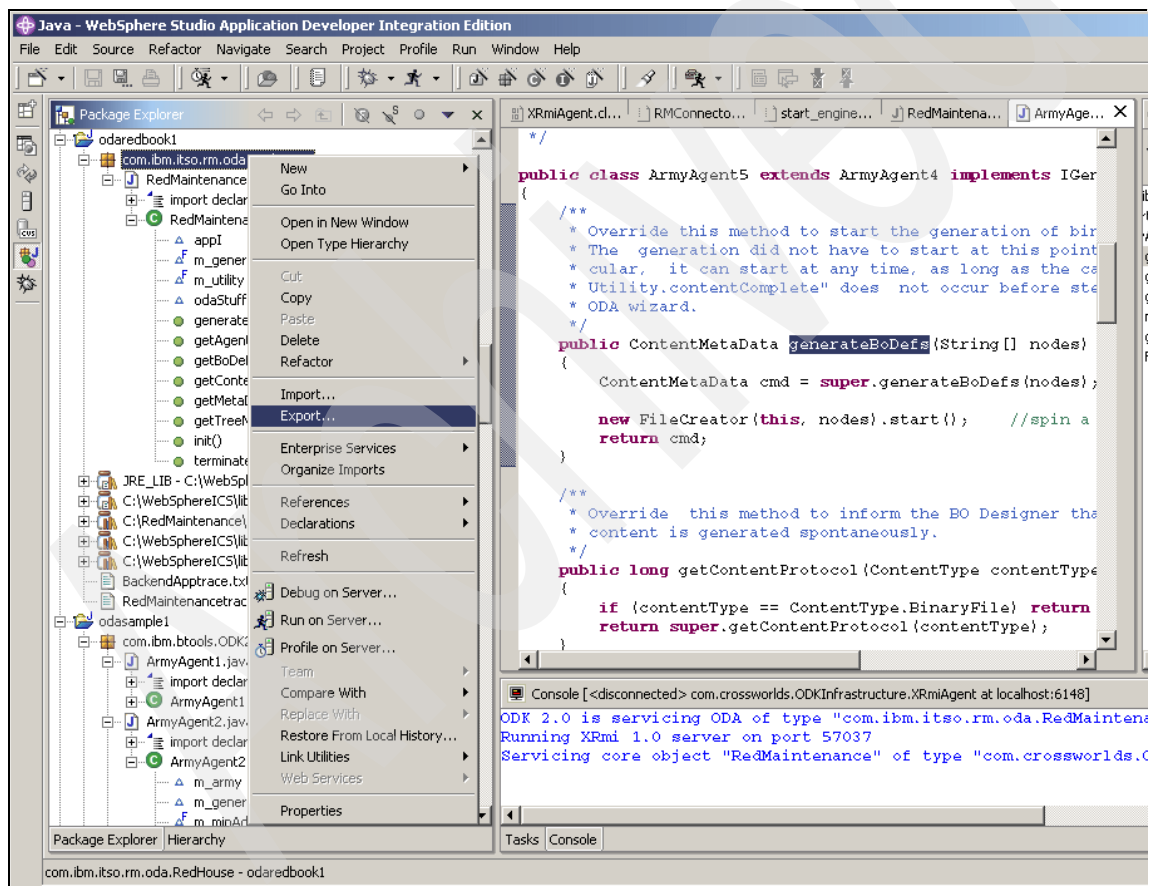 Java - WebSphere Studio Application Developer Integration Edition
File Edit Source Refactor Navigate Search Project Profile Run Window Help
Package Explorer
odaredbook1
com.ibm.itso.rm.oda
RedMaintenance
import declar
RedMaintena
appI
m_gener
m_utility
odaStuff
generate
getAgent
getBoDef
getConte
getMetaD
getTreeN
init()
terminate
JRE_LIB - C:\WebSpl
C:\WebSphereICS\lit
C:\RedMaintenance\
C:\WebSphereICS\lit
C:\WebSphereICS\lit
BackendApptrace.txt
RedMaintenancetrac
odasample1
com.ibm.btools.ODK2
ArmyAgent1.jav
import declar
ArmyAgent1
ArmyAgent2.jav
import declar
ArmyAgent2
m_army
m_gener
m_minAd
Package Explorer Hierarchy
New
Go Into
Open in New Window
Open Type Hierarchy
Cut
Copy
Paste
Delete
Refactor
Import...
Export...
Enterprise Services
Organize Imports
References
Declarations
Refresh
Debug on Server...
Run on Server...
Profile on Server...
Team
Compare With
Replace With
Restore From Local History...
Link Utilities
Web Services
Properties
XRmiAgent.cl... RMConnecto... start_engine... RedMaintena... ArmyAge...
*/
public class ArmyAgent5 extends ArmyAgent4 implements IGer
{
/**
* Override this method to start the generation of bir
* The generation did not have to start at this point
* cular, it can start at any time, as long as the ca
* Utility.contentComplete" does not occur before ste
* ODA wizard.
*/
public ContentMetaData generateBoDefs(String[] nodes)
{
ContentMetaData cmd = super.generateBoDefs(nodes);
new FileCreator(this, nodes).start(); //spin a
return cmd;
}
/**
* Override this method to inform the BO Designer tha
* content is generated spontaneously.
*/
public long getContentProtocol(ContentType contentType
{
if (contentType == ContentType.BinaryFile) return
return super.getContentProtocol(contentType);
}
Console [<disconnected> com.crossworlds.ODKInfrastructure.XRmiAgent at localhost:6148]
ODK 2.0 is servicing ODA of type "com.ibm.itso.rm.oda.RedMaintena
Running XRmi 1.0 server on port 57037
Servicing core object "RedMaintenance" of type "com.crossworlds.O
Tasks Console
com.ibm.itso.rm.oda.RedHouse - odaredbook1